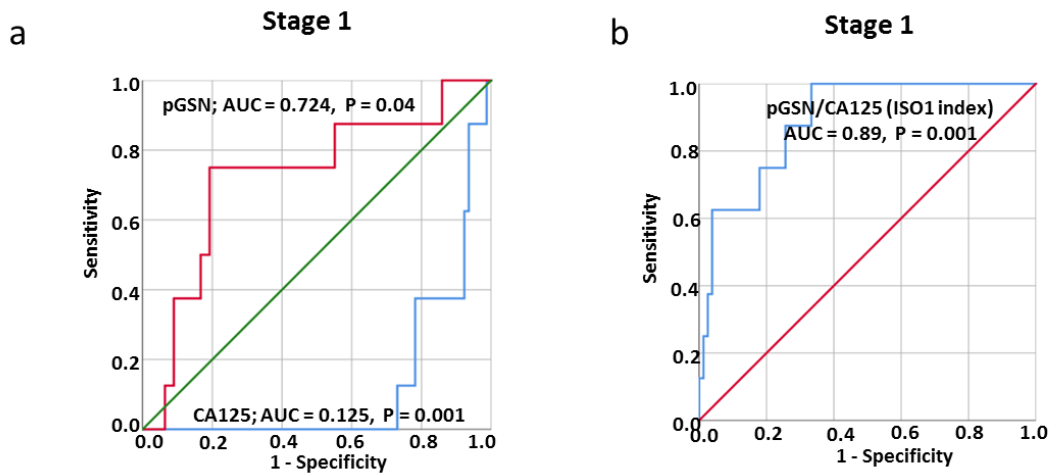 a
Stage 1
pGSN; AUC = 0.724, P = 0.04
CA125; AUC = 0.125, P = 0.001
Sensitivity
1.0
0.8
0.6
0.4
0.2
0.0
0.0 0.2 0.4 0.6 0.8 1.0
1 - Specificity
b
Stage 1
pGSN/CA125 (ISO1 index)
AUC = 0.89, P = 0.001
Sensitivity
1.0
0.8
0.6
0.4
0.2
0.0
0.0 0.2 0.4 0.6 0.8 1.0
1 - Specificity